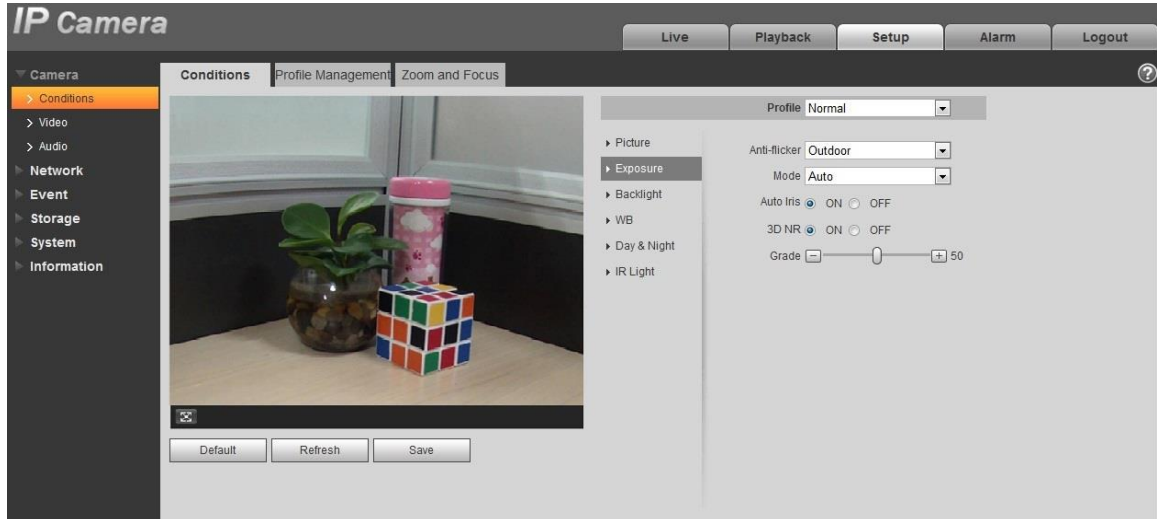 IP Camera
Live Playback Setup Alarm Logout
Camera
Conditions
Video
Audio
Network
Event
Storage
System
Information
Conditions Profile Management Zoom and Focus
Default Refresh Save
Profile Normal
Picture
Exposure
Backlight
WB
Day & Night
IR Light
Anti-flicker Outdoor
Mode Auto
Auto Iris ON OFF
3D NR ON OFF
Grade 50